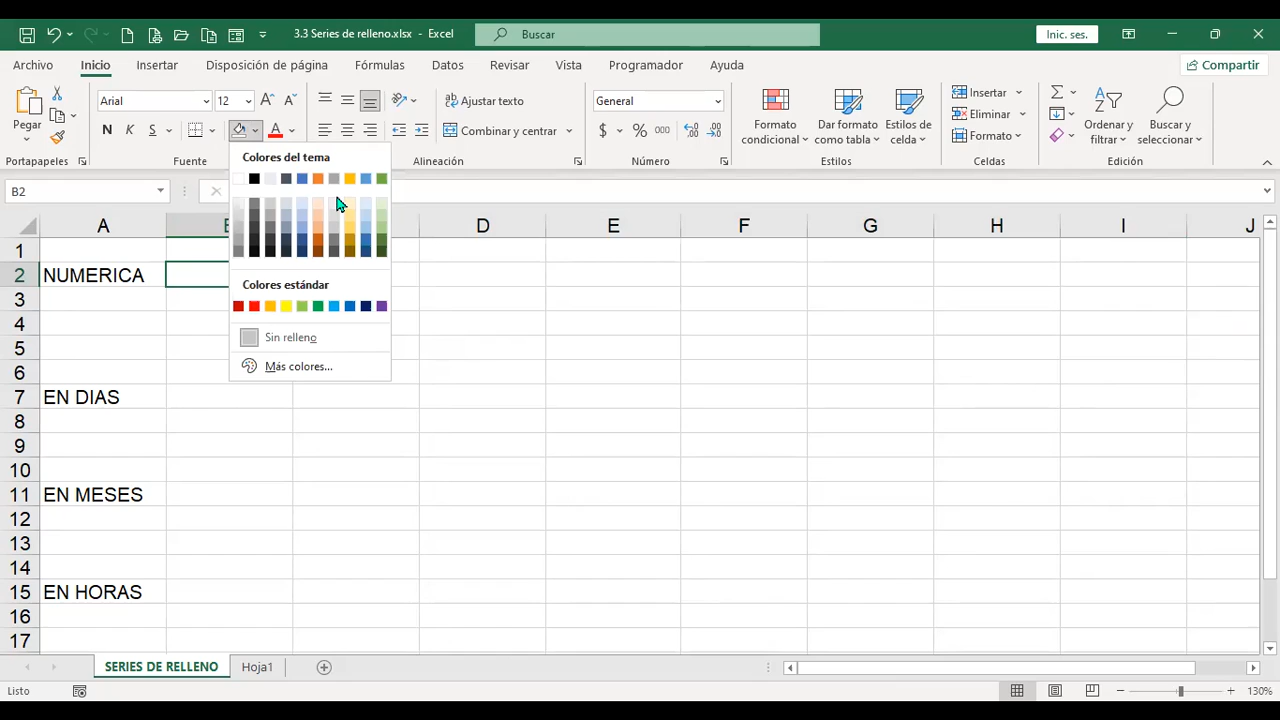 3.3 Series de relleno.xlsx - Excel
Buscar
Inic. ses.
Archivo Inicio Insertar Disposición de página Fórmulas Datos Revisar Vista Programador Ayuda
Compartir
Pegar
Portapapeles
Arial 12
N K S A
Fuente
Ajustar texto
Combinar y centrar
Alineación
General
$ % 000
Número
Formato condicional
Dar formato como tabla
Estilos de celda
Estilos
Insertar
Eliminar
Formato
Celdas
Ordenar y filtrar
Buscar y seleccionar
Edición
B2
Colores del tema
Colores estándar
Sin relleno
Más colores...
A B D E F G H I J
1
2 NUMERICA
3
4
5
6
7 EN DIAS
8
9
10
11 EN MESES
12
13
14
15 EN HORAS
16
17
SERIES DE RELLENO Hoja1
Listo
130%